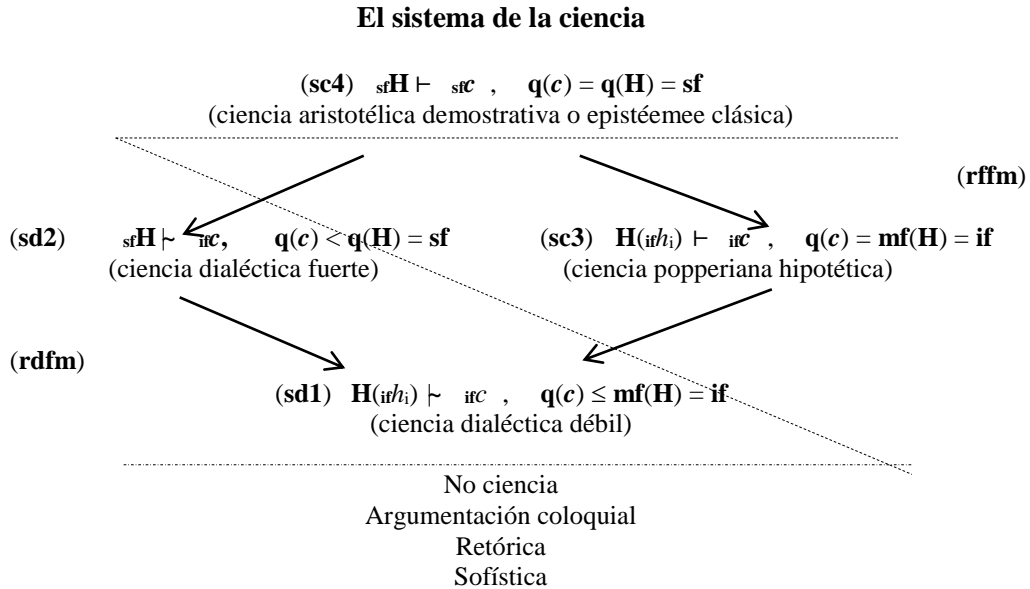 El sistema de la ciencia
(sc4) sfH ⊢ sfc , q(c) = q(H) = sf
(ciencia aristotélica demostrativa o epistéemee clásica)
(rffm)
(sd2) sfH |~ ifc, q(c) < q(H) = sf
(sc3) H(ifhi) ⊢ ifc , q(c) = mf(H) = if
(ciencia dialéctica fuerte)
(ciencia popperiana hipotética)
(rdfm)
(sd1) H(ifhi) |~ ifc , q(c) ≤ mf(H) = if
(ciencia dialéctica débil)
No ciencia
Argumentación coloquial
Retórica
Sofística